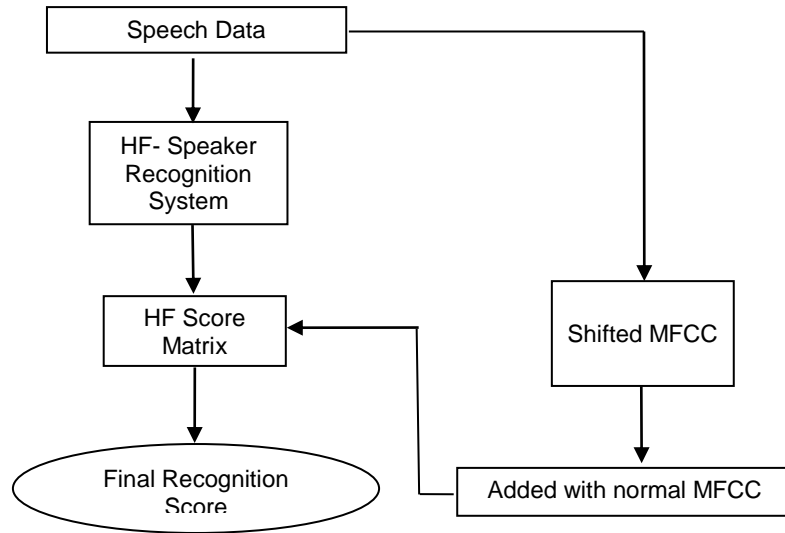 Speech Data
HF- Speaker
Recognition
System
HF Score
Matrix
Shifted MFCC
Final Recognition
Score
Added with normal MFCC